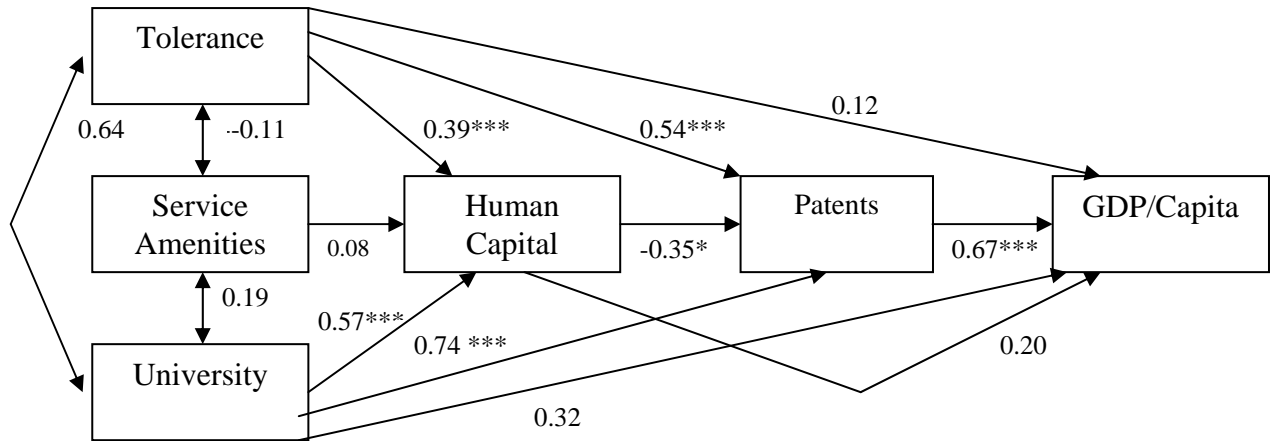 Tolerance
0.12
0.64
--0.11
0.39***
0.54***
Service
Amenities
0.08
Human
Capital
-0.35*
Patents
0.67***
GDP/Capita
0.19
0.57***
0.74 ***
0.20
University
0.32